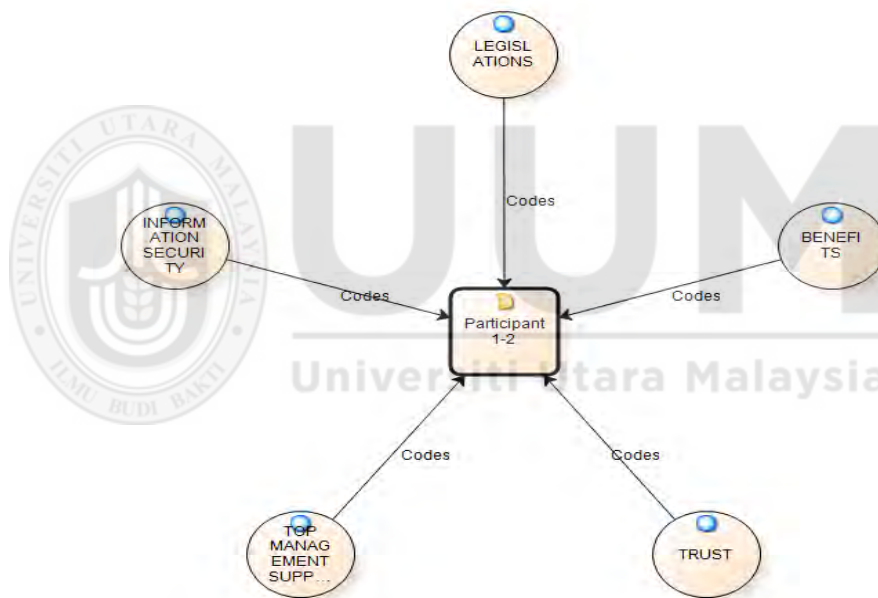 LEGISL
ATIONS
UUM
UNIVERSITI UTARA MALAYSIA
Codes
INFORM
ATION
SECURI
TY
BENEFI
TS
Codes
Codes
Participant
1-2
Universiti Utara Malaysia
ILMU BUDI BAKTI
Codes
Codes
TOP
MANAG
EMENT
SUPP...
TRUST